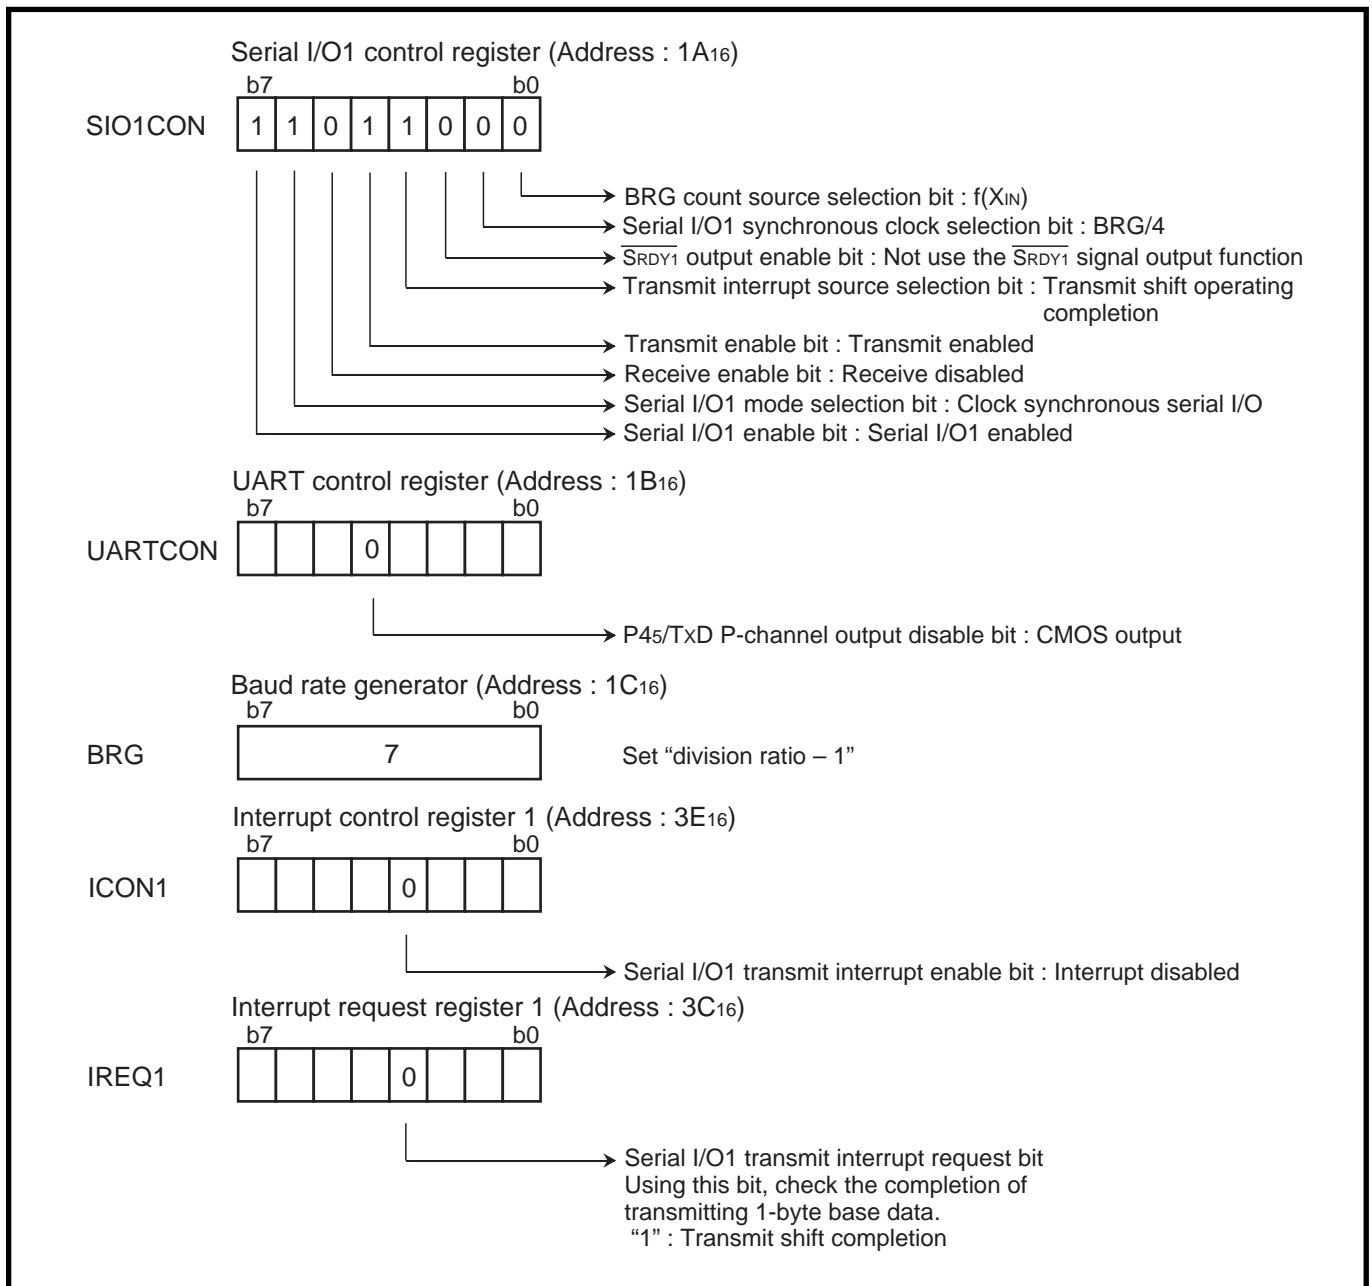 Serial I/O1 control register (Address : 1A16)
b7 b0
SIO1CON 1 1 0 1 1 0 0 0
BRG count source selection bit : f(XIN)
Serial I/O1 synchronous clock selection bit : BRG/4
SRDY1 output enable bit : Not use the SRDY1 signal output function
Transmit interrupt source selection bit : Transmit shift operating
completion
Transmit enable bit : Transmit enabled
Receive enable bit : Receive disabled
Serial I/O1 mode selection bit : Clock synchronous serial I/O
Serial I/O1 enable bit : Serial I/O1 enabled
UART control register (Address : 1B16)
b7 b0
UARTCON 0
P45/TXD P-channel output disable bit : CMOS output
Baud rate generator (Address : 1C16)
b7 b0
BRG 7 Set “division ratio – 1”
Interrupt control register 1 (Address : 3E16)
b7 b0
ICON1 0
Serial I/O1 transmit interrupt enable bit : Interrupt disabled
Interrupt request register 1 (Address : 3C16)
b7 b0
IREQ1 0
Serial I/O1 transmit interrupt request bit
Using this bit, check the completion of
transmitting 1-byte base data.
“1” : Transmit shift completion